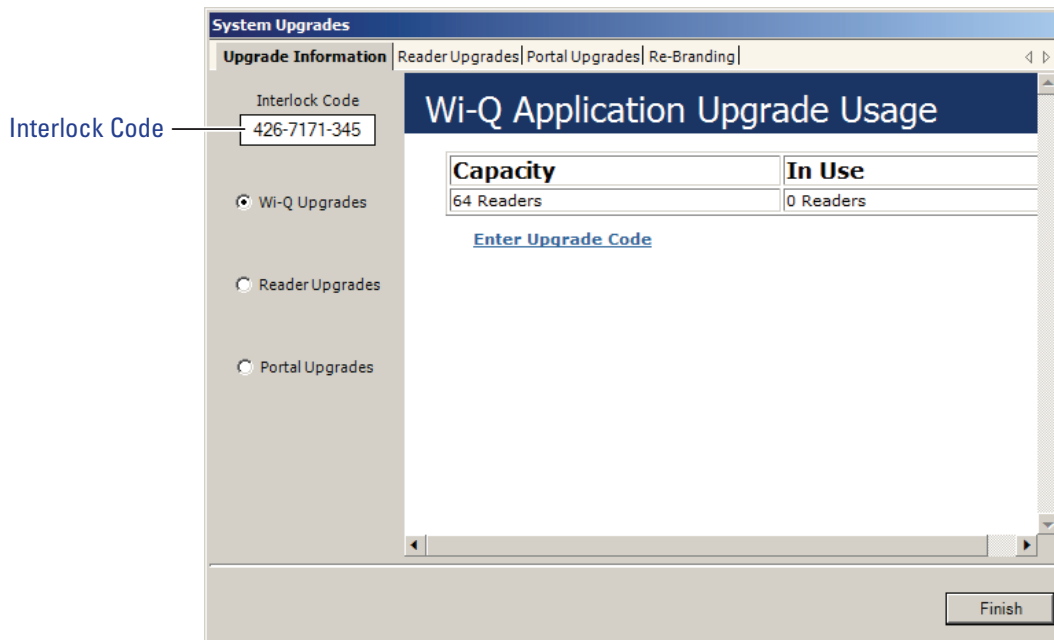 System Upgrades
Upgrade Information Reader Upgrades Portal Upgrades Re-Branding
Interlock Code
Interlock Code
426-7171-345
Wi-Q Upgrades
Reader Upgrades
Portal Upgrades
Wi-Q Application Upgrade Usage
Capacity In Use
64 Readers 0 Readers
Enter Upgrade Code
Finish